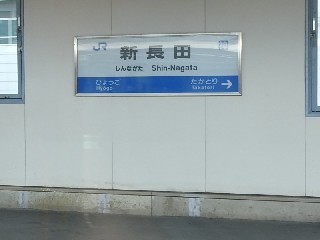 JR
新長田
しんながた Shin-Nagata
ひょうご たかとり
Hyōgo Takatori